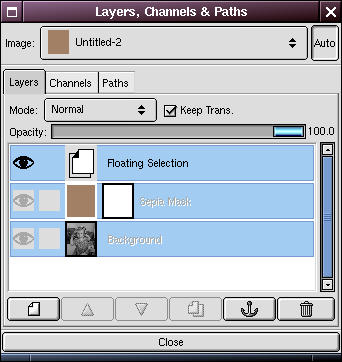 Layers, Channels & Paths
Image: Untitled-2 Auto
Layers Channels Paths
Mode: Normal Keep Trans.
Opacity: 100.0
Floating Selection
Sepia Mask
Background
Close